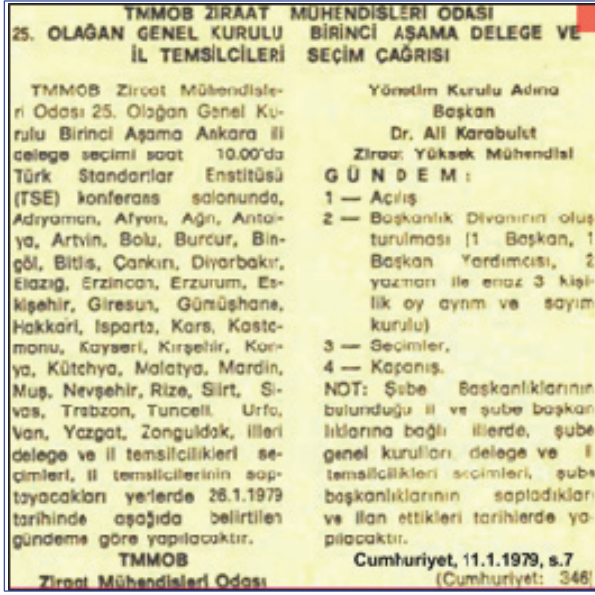 TMMOB ZIRAAT MÜHENDİSLERİ ODASI
25. OLAĞAN GENEL KURULU BİRİNCİ AŞAMA DELEGE VE
İL TEMSİLCİLERİ SEÇİM ÇAĞRISI
TMMOB Ziraat Mühendisle-
ri Odası 25. Olağan Genel Ku-
rulu Birinci Aşama Ankara ili
delege seçimi saat 10.00'da
Türk Standartlar Enstitüsü
(TSE) konferans salonunda,
Adıyaman, Afyon, Ağrı, Antal-
ya, Artvin, Bolu, Burdur, Bin-
göl, Bitlis, Çankırı, Diyarbakır,
Elazığ, Erzincan, Erzurum, Es-
kişehir, Giresun, Gümüşhane,
Hakkari, Isparta, Kars, Kasta-
monu, Kayseri, Kırşehir, Kon-
ya, Kütahya, Malatya, Mardin,
Muş, Nevşehir, Rize, Siirt, Si-
vas, Trabzon, Tunceli, Urfa,
Van, Yozgat, Zonguldak, illeri
delege ve il temsilcilikleri se-
çimleri, il temsilcilerinin sap-
tayacakları yerlerde 26.1.1979
tarihinde aşağıda belirtilen
gündeme göre yapılacaktır.
TMMOB
Ziraat Mühendisleri Odası
Yönetim Kurulu Adına
Başkan
Dr. Ali Karabulut
Ziraat Yüksek Mühendisi
GÜNDEM:
1 — Açılış
2 — Başkanlık Divanının oluş
turulması (1 Başkan, 1
Başkan Yardımcısı, 2
yazman ile enaz 3 kişi-
lik oy ayrım ve sayım
kurulu)
3 — Seçimler,
4 — Kapanış.
NOT: Şube Başkanlıklarının
bulunduğu il ve şube başkan
lıklarına bağlı illerde, şube
genel kurulları delege ve il
temsilcilikleri seçimleri, şube
başkanlıklarının sapladıkları
ve ilan ettikleri tarihlerde ya-
pılacaktır.
Cumhuriyet, 11.1.1979, s.7
(Cumhuriyet: 346)